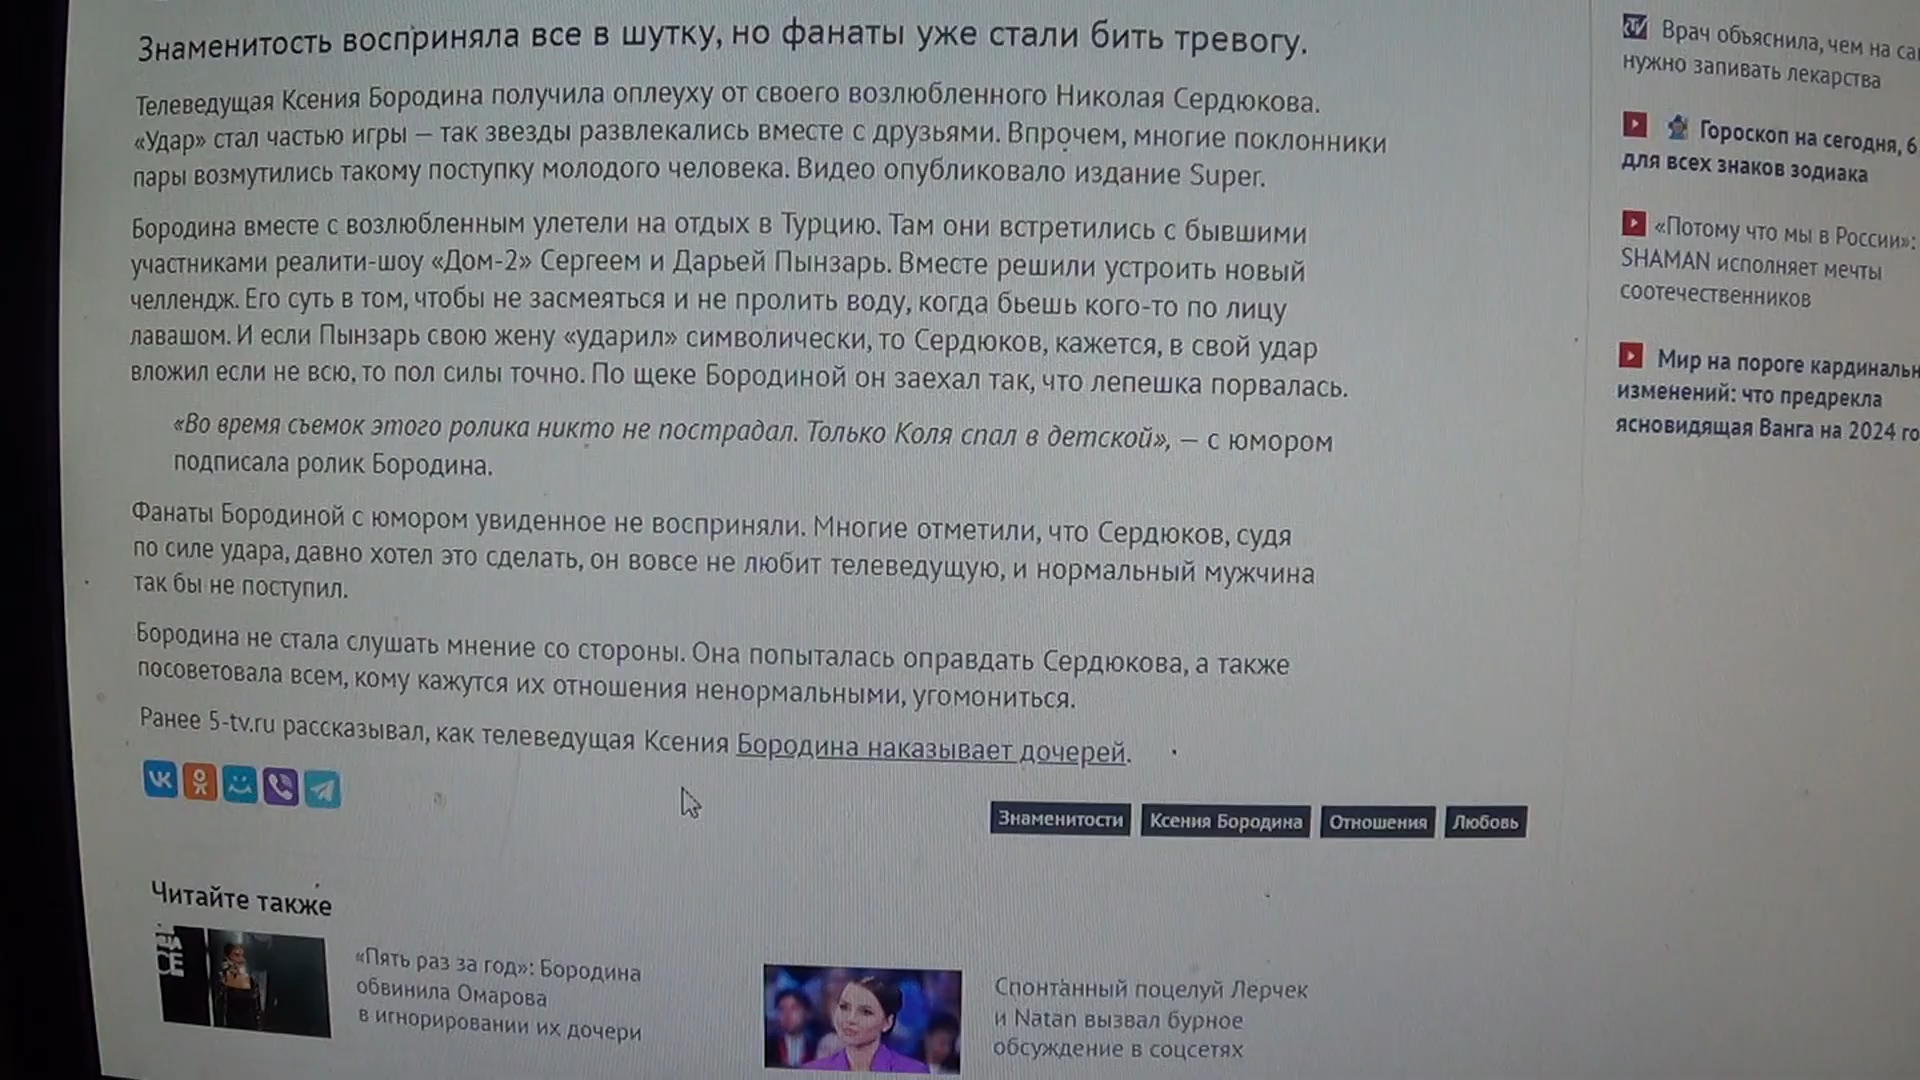 Знаменитость восприняла все в шутку, но фанаты уже стали бить тревогу.
Телеведущая Ксения Бородина получила оплеуху от своего возлюбленного Николая Сердюкова.
«Удар» стал частью игры — так звезды развлекались вместе с друзьями. Впрочем, многие поклонники
пары возмутились такому поступку молодого человека. Видео опубликовало издание Super.
Бородина вместе с возлюбленным улетели на отдых в Турцию. Там они встретились с бывшими
участниками реалити-шоу «Дом-2» Сергеем и Дарьей Пынзарь. Вместе решили устроить новый
челлендж. Его суть в том, чтобы не засмеяться и не пролить воду, когда бьешь кого-то по лицу
лавашом. И если Пынзарь свою жену «ударил» символически, то Сердюков, кажется, в свой удар
вложил если не всю, то пол силы точно. По щеке Бородиной он заехал так, что лепешка порвалась.
«Во время съемок этого ролика никто не пострадал. Только Коля спал в детской», — с юмором
подписала ролик Бородина.
Фанаты Бородиной с юмором увиденное не восприняли. Многие отметили, что Сердюков, судя
по силе удара, давно хотел это сделать, он вовсе не любит телеведущую, и нормальный мужчина
так бы не поступил.
Бородина не стала слушать мнение со стороны. Она попыталась оправдать Сердюкова, а также
посоветовала всем, кому кажутся их отношения ненормальными, угомониться.
Ранее 5-tv.ru рассказывал, как телеведущая Ксения Бородина наказывает дочерей.
Знаменитости
Ксения Бородина
Отношения
Любовь
Читайте также
«Пять раз за год»: Бородина
обвинила Омарова
в игнорировании их дочери
Спонтанный поцелуй Лерчек
и Natan вызвал бурное
обсуждение в соцсетях
Врач объяснила, чем на
нужно запивать лекарства
Гороскоп на сегодня, 6
для всех знаков зодиака
«Потому что мы в России»:
SHAMAN исполняет мечты
соотечественников
Мир на пороге
изменений: что предрекла
ясновидящая Ванга на 2024